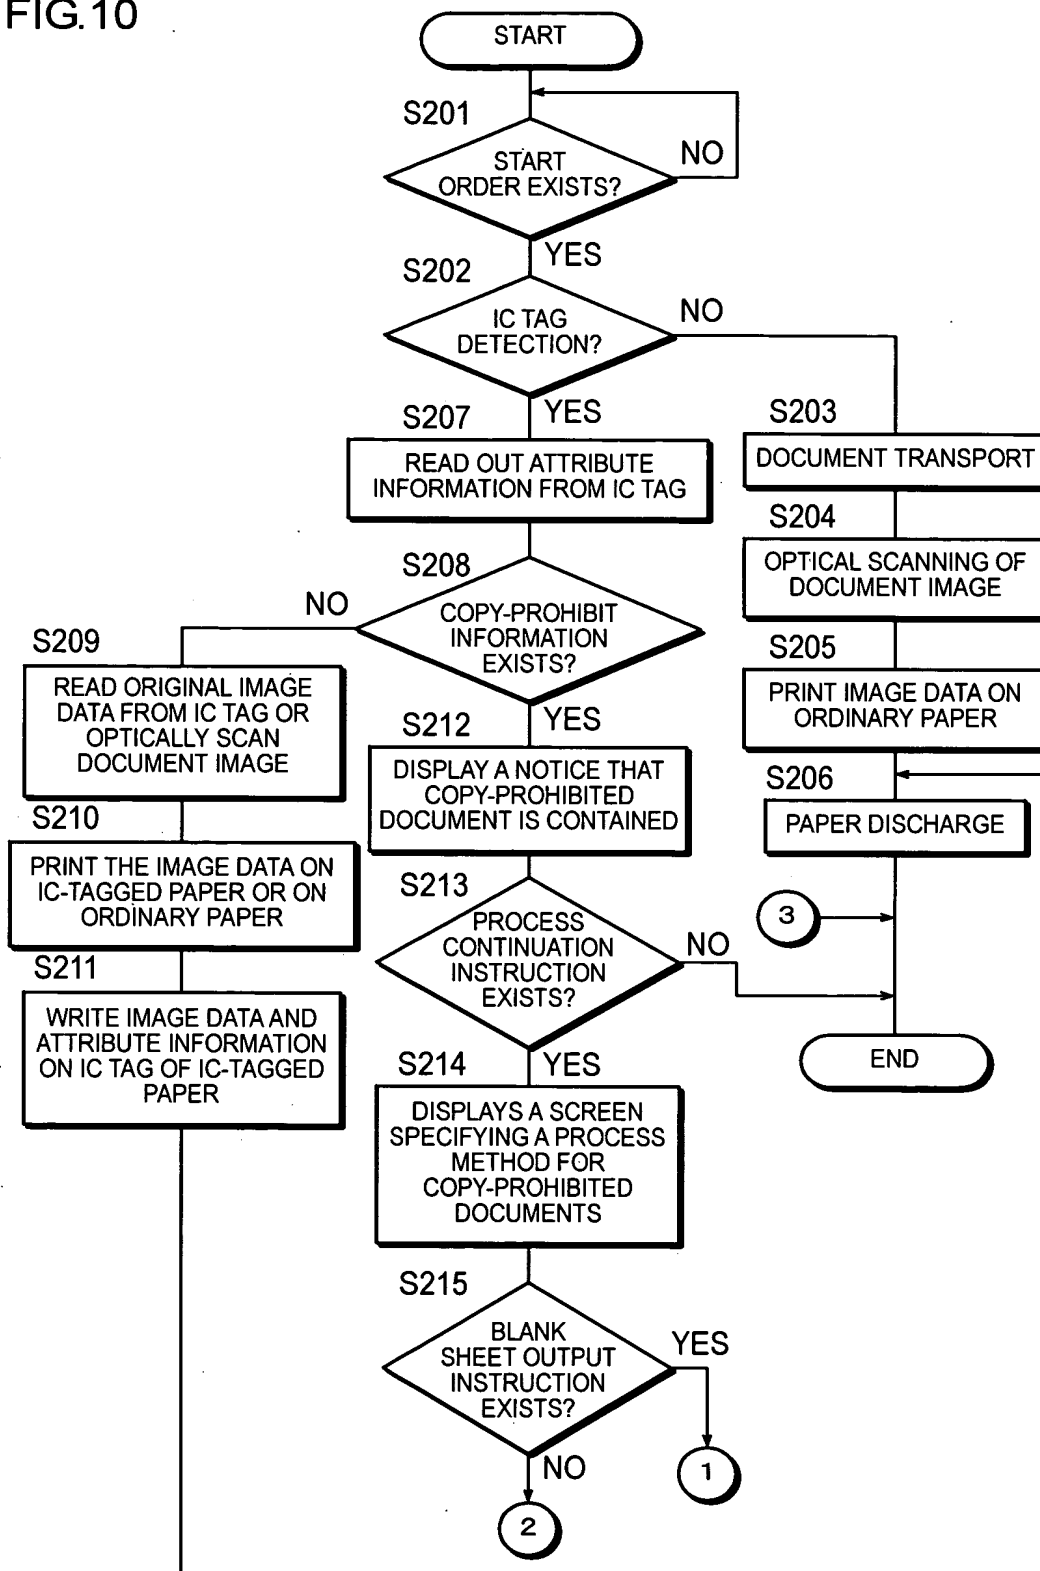 FIG.10
START
S201
START
ORDER EXISTS?
NO
YES
S202
IC TAG
DETECTION?
NO
YES
S207
READ OUT ATTRIBUTE
INFORMATION FROM IC TAG
S203
DOCUMENT TRANSPORT
S204
OPTICAL SCANNING OF
DOCUMENT IMAGE
S205
PRINT IMAGE DATA ON
ORDINARY PAPER
S206
PAPER DISCHARGE
S208
COPY-PROHIBIT
INFORMATION
EXISTS?
NO
YES
S209
READ ORIGINAL IMAGE
DATA FROM IC TAG OR
OPTICALLY SCAN
DOCUMENT IMAGE
S210
PRINT THE IMAGE DATA ON
IC-TAGGED PAPER OR ON
ORDINARY PAPER
S211
WRITE IMAGE DATA AND
ATTRIBUTE INFORMATION
ON IC TAG OF IC-TAGGED
PAPER
S212
DISPLAY A NOTICE THAT
COPY-PROHIBITED
DOCUMENT IS CONTAINED
S213
PROCESS
CONTINUATION
INSTRUCTION
EXISTS?
NO
YES
3
END
S214
DISPLAYS A SCREEN
SPECIFYING A PROCESS
METHOD FOR
COPY-PROHIBITED
DOCUMENTS
S215
BLANK
SHEET OUTPUT
INSTRUCTION
EXISTS?
YES
1
NO
2